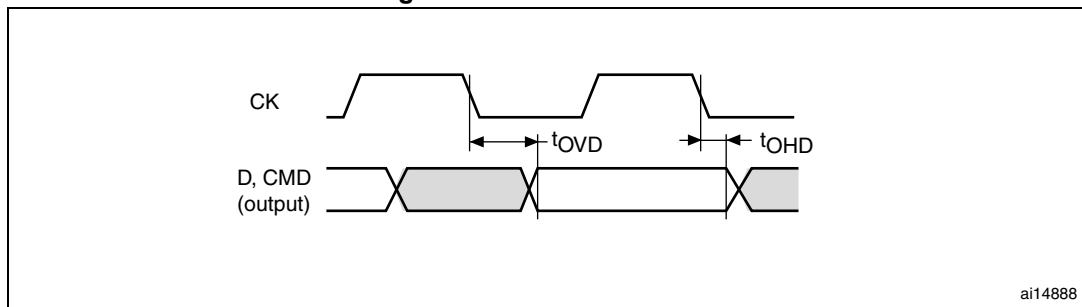 CK
tOVD
tOHD
D, CMD
(output)
ai14888